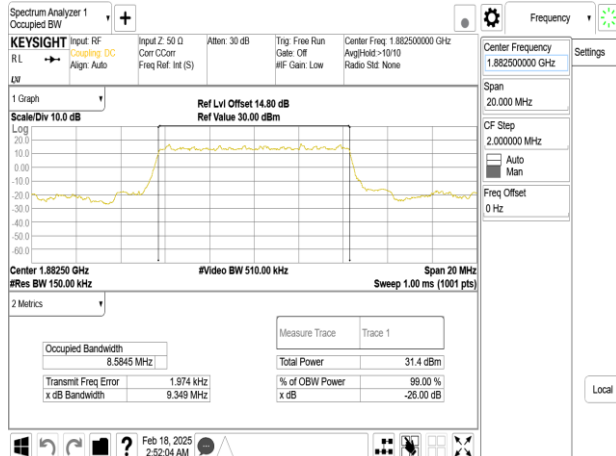 Spectrum Analyzer 1
Occupied BW
+
Frequency
KEYSIGHT
Input: RF
Input Z: 50 Ω
Atten: 30 dB
Trig: Free Run
Center Freq: 1.882500000 GHz
RL
Coupling: DC
Corr CCorr
Gate: Off
Avg|Hold:>10/10
Align: Auto
Freq Ref: Int (S)
#IF Gain: Low
Radio Std: None
LXI
Center Frequency
1.882500000 GHz
Settings
Span
20.000 MHz
CF Step
2.000000 MHz
Auto
Man
Freq Offset
0 Hz
1 Graph
Ref Lvl Offset 14.80 dB
Scale/Div 10.0 dB
Ref Value 30.00 dBm
Log
20.0
10.0
0.00
-10.0
-20.0
-30.0
-40.0
-50.0
-60.0
Center 1.88250 GHz
#Video BW 510.00 kHz
Span 20 MHz
#Res BW 150.00 kHz
Sweep 1.00 ms (1001 pts)
2 Metrics
Measure Trace
Trace 1
Occupied Bandwidth
8.5845 MHz
Total Power
31.4 dBm
Transmit Freq Error
1.974 kHz
% of OBW Power
99.00 %
x dB Bandwidth
9.349 MHz
x dB
-26.00 dB
Local
?
Feb 18, 2025
2:52:04 AM